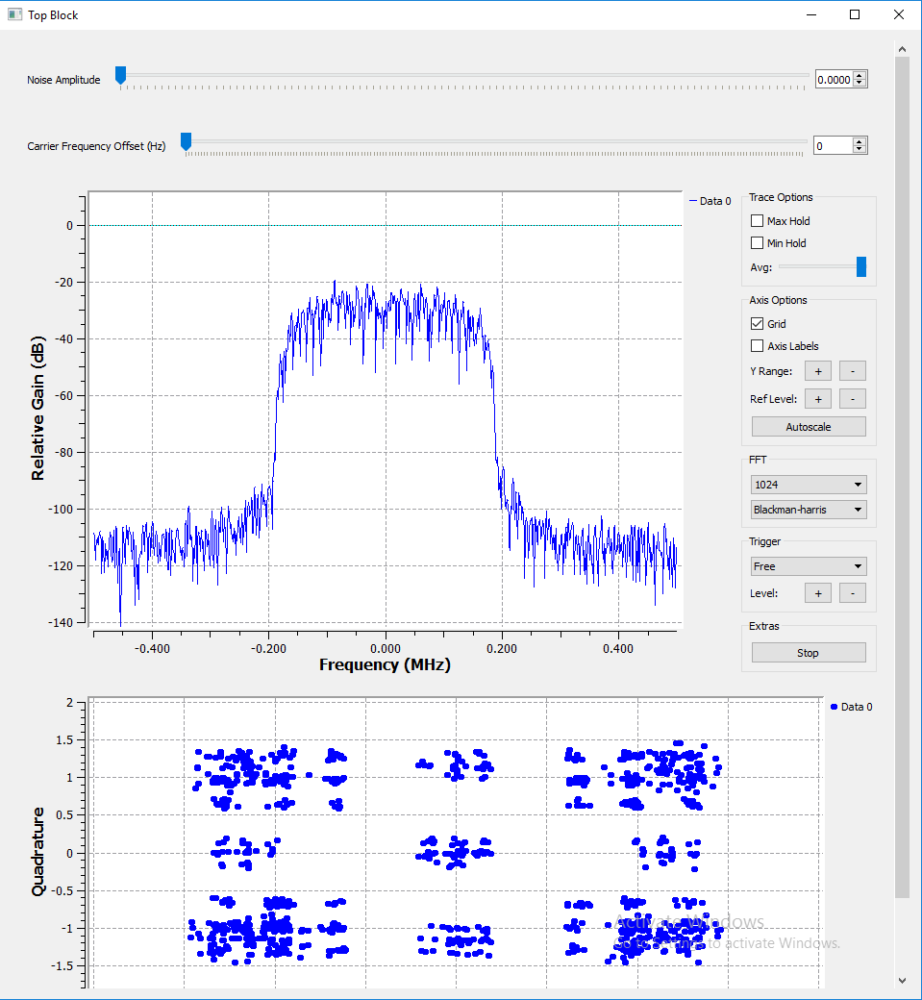 Top Block
Noise Amplitude 0.0000
Carrier Frequency Offset (Hz) 0
Data 0
0
-20
-40
-60
-80
-100
-120
-140
Relative Gain (dB)
-0.400 -0.200 0.000 0.200 0.400
Frequency (MHz)
Trace Options
Max Hold
Min Hold
Avg:
Axis Options
Grid
Axis Labels
Y Range: + -
Ref Level: + -
Autoscale
FFT
1024
Blackman-harris
Trigger
Free
Level: + -
Extras
Stop
Data 0
2
1.5
1
0.5
0
-0.5
-1
-1.5
Quadrature
Activate Windows
Go to Settings to activate Windows.